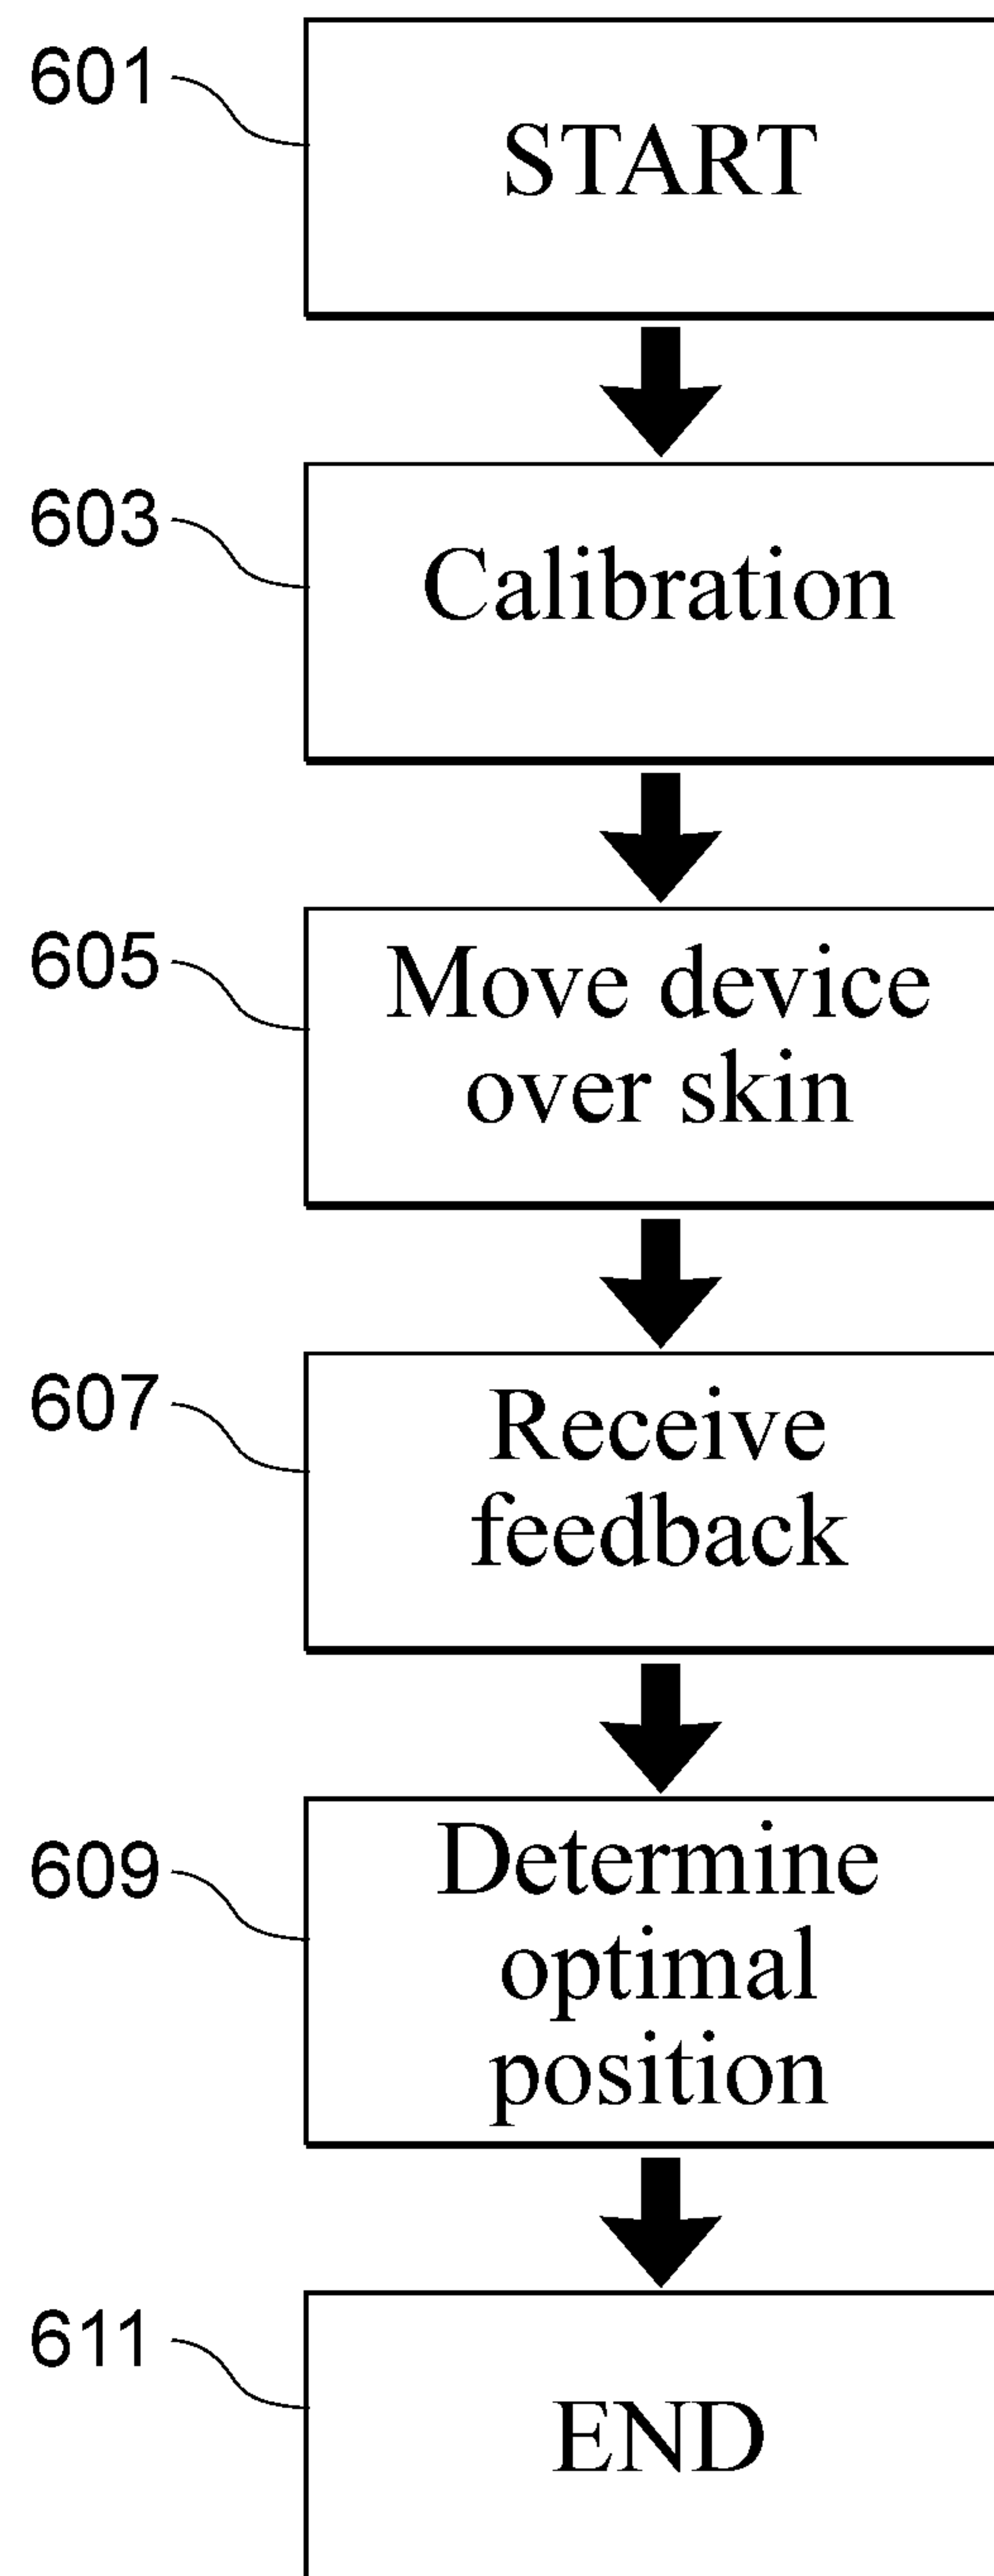 601
START
603
Calibration
605
Move device
over skin
607
Receive
feedback
609
Determine
optimal
position
611
END